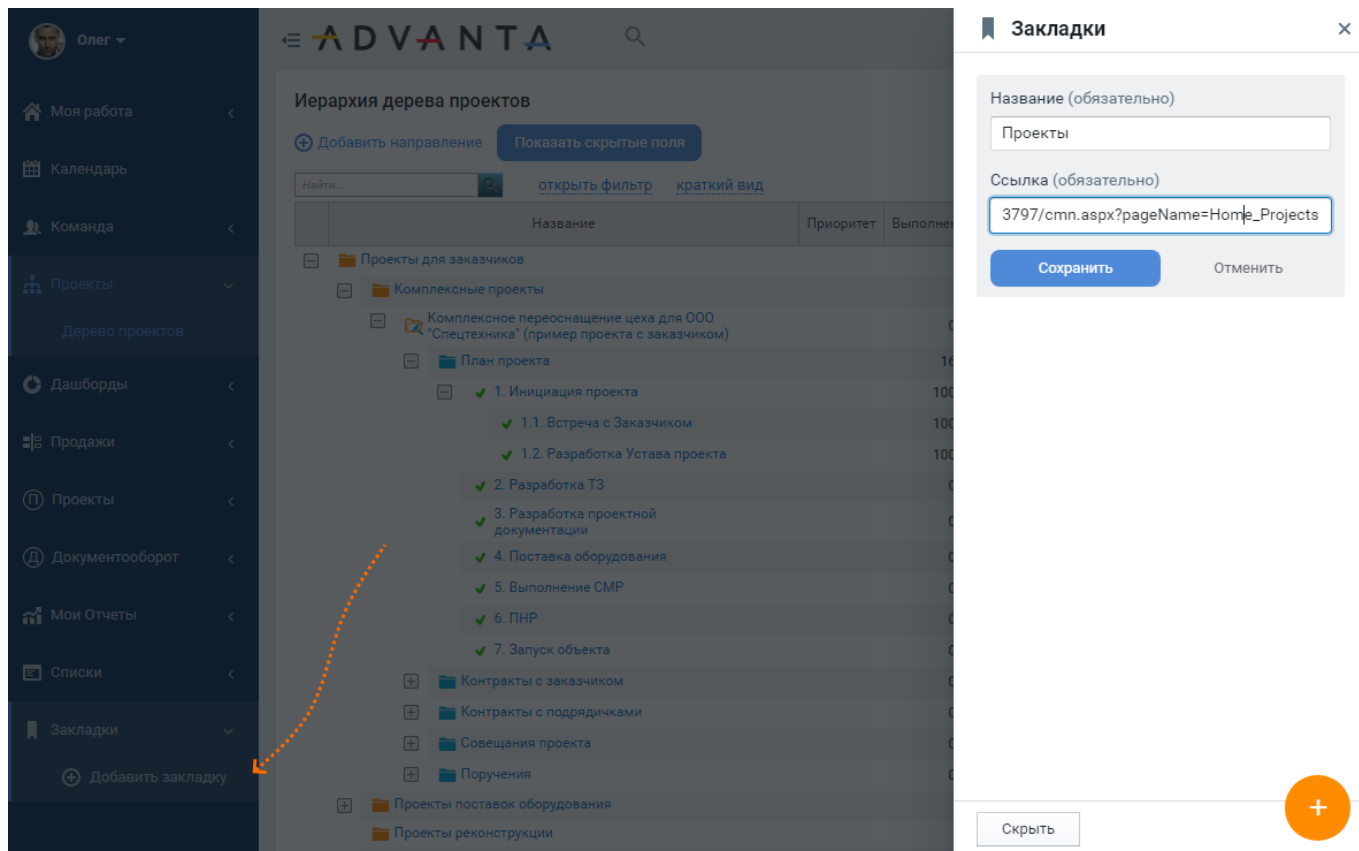 Олег
Моя работа
Календарь
Команда
Проекты
Дерево проектов
Дашборды
Продажи
П Проекты
Д Документооборот
Мои Отчеты
Списки
Закладки
Добавить закладку
ADVANTA
Иерархия дерева проектов
Добавить направление
Показать скрытые поля
Найти...
открыть фильтр
краткий вид
Название
Приоритет
Проекты для заказчиков
Комплексные проекты
Комплексное переоснащение цеха для ООО
"Спецтехника" (пример проекта с заказчиком)
План проекта
1. Инициация проекта
1.1. Встреча с Заказчиком
1.2. Разработка Устава проекта
2. Разработка ТЗ
3. Разработка проектной
документации
4. Поставка оборудования
5. Выполнение СМР
6. ПНР
7. Запуск объекта
Контракты с заказчиком
Контракты с подрядичками
Совещания проекта
Поручения
Проекты поставок оборудования
Проекты реконструкции
Закладки
Название (обязательно)
Проекты
Ссылка (обязательно)
3797/cmn.aspx?pageName=Home_Projects
Сохранить
Отменить
Скрыть